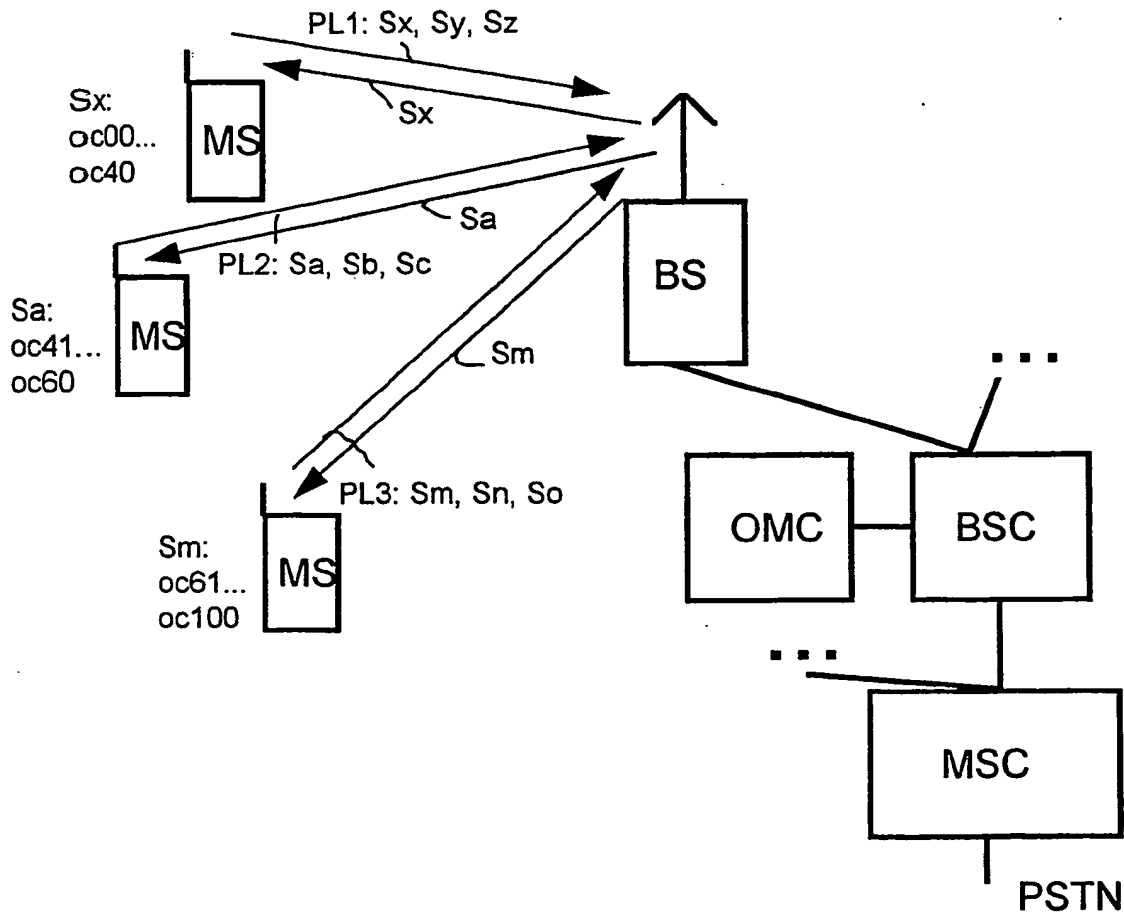 PL1: Sx, Sy, Sz
Sx
Sx:
oc00...
oc40
MS
Sa
PL2: Sa, Sb, Sc
Sa:
oc41...
oc60
MS
BS
Sm
...
PL3: Sm, Sn, So
Sm:
oc61...
oc100
MS
OMC
BSC
...
MSC
PSTN